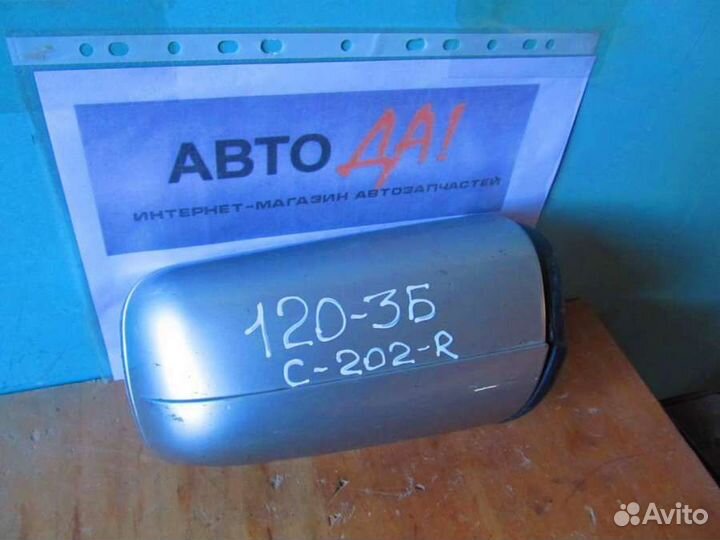 АВТО ДА!
ИНТЕРНЕТ-МАГАЗИН АВТОЗАПЧАСТЕЙ
120-3Б
C-202-R
Avito